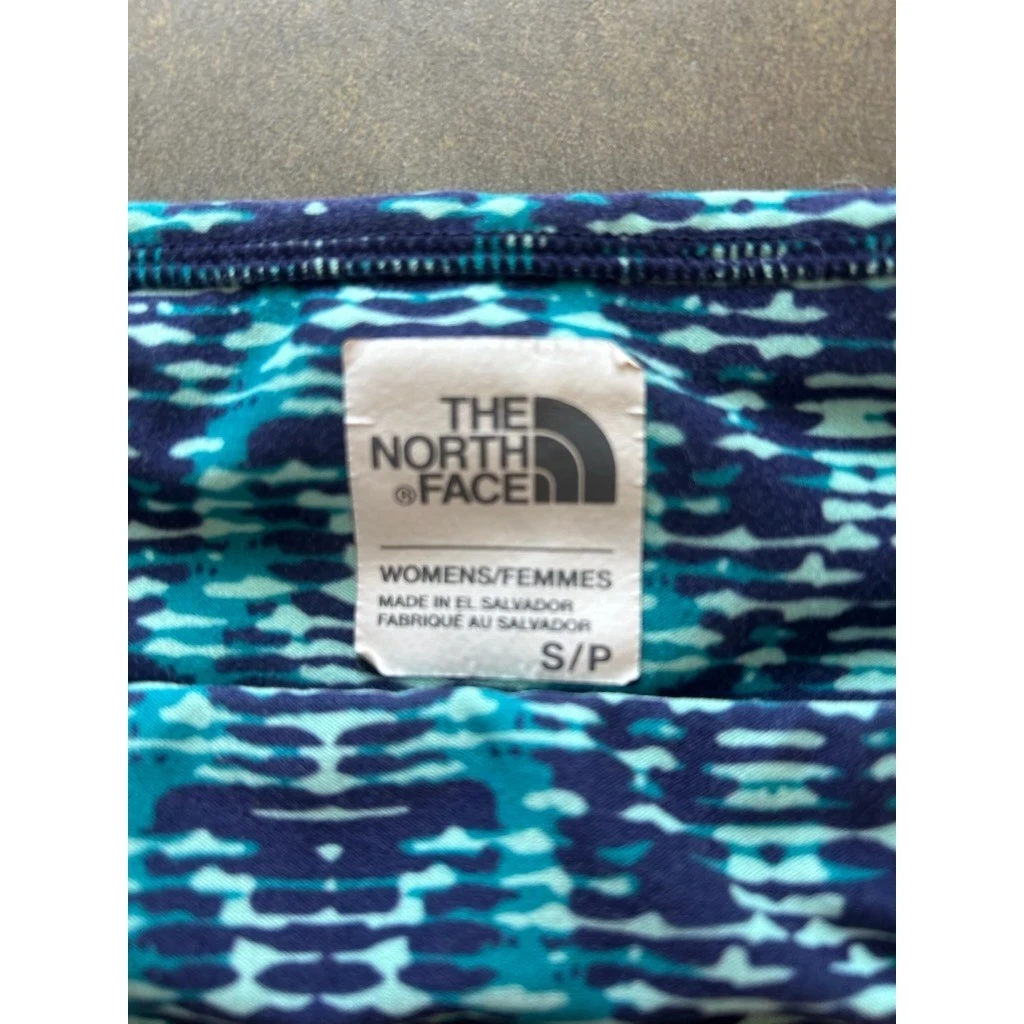 THE
NORTH
®FACE
WOMENS/FEMMES
MADE IN EL SALVADOR
FABRIQUÉ AU SALVADOR
S/P